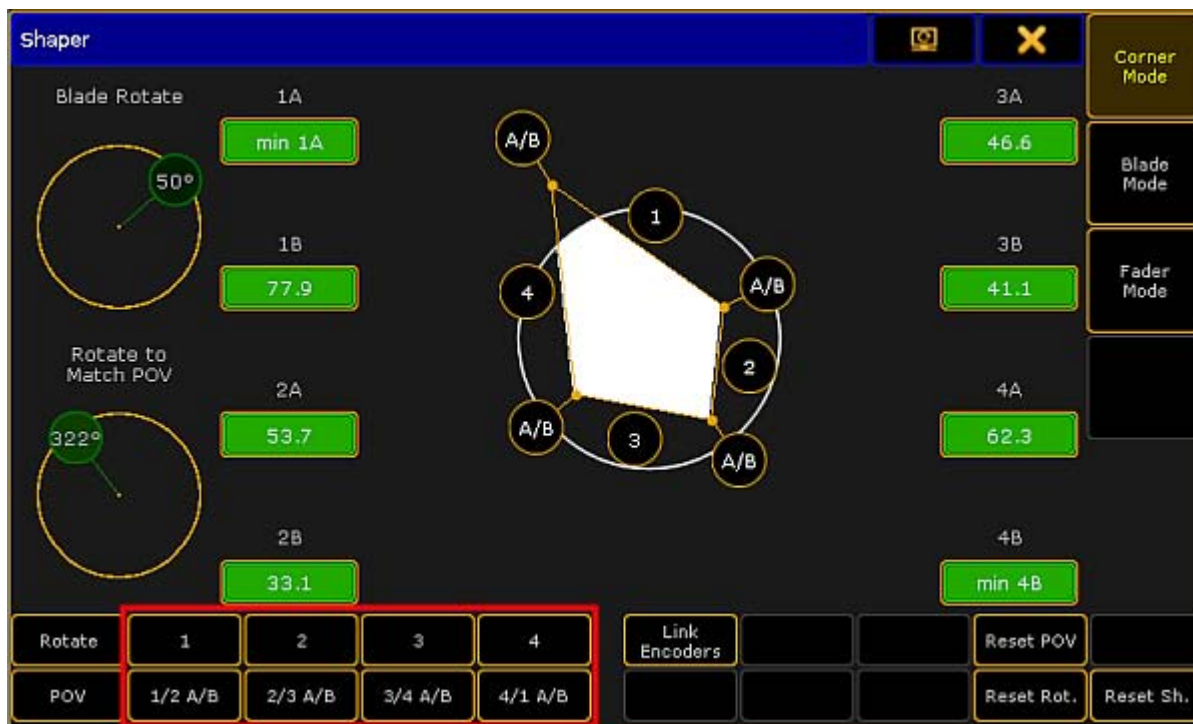 Shaper
Corner
Mode
Blade Rotate
1A
3A
min 1A
46.6
A/B
Blade
Mode
50°
1
1B
3B
77.9
41.1
4
A/B
Fader
Mode
Rotate to
Match POV
2
2A
4A
322°
53.7
62.3
A/B
3
A/B
2B
4B
33.1
min 4B
Rotate
1
2
3
4
Link
Encoders
Reset POV
POV
1/2 A/B
2/3 A/B
3/4 A/B
4/1 A/B
Reset Rot.
Reset Sh.